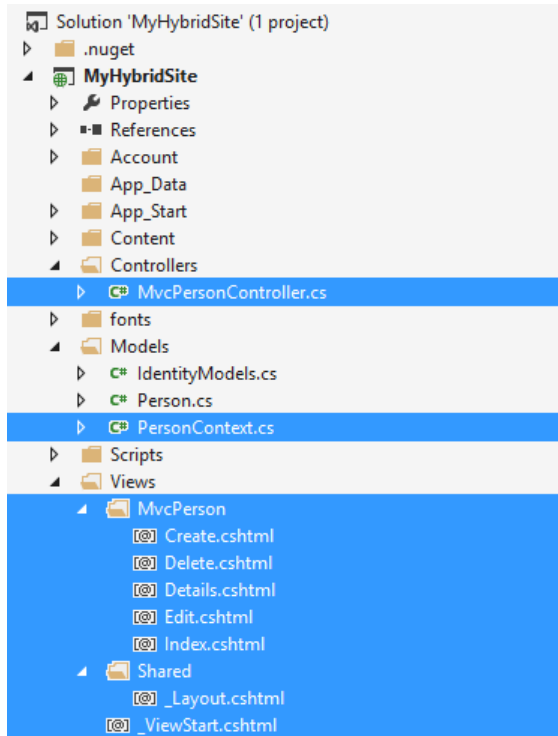 Solution 'MyHybridSite' (1 project)
.nuget
MyHybridSite
Properties
References
Account
App_Data
App_Start
Content
Controllers
C# MvcPersonController.cs
fonts
Models
C# IdentityModels.cs
C# Person.cs
C# PersonContext.cs
Scripts
Views
MvcPerson
[@] Create.cshtml
[@] Delete.cshtml
[@] Details.cshtml
[@] Edit.cshtml
[@] Index.cshtml
Shared
[@] _Layout.cshtml
[@] _ViewStart.cshtml